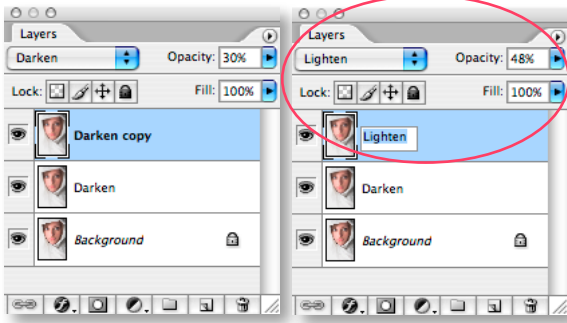 Layers
Darken Opacity: 30%
Lock: Fill: 100%
Darken copy
Darken
Background
Layers
Lighten Opacity: 48%
Lock: Fill: 100%
Lighten
Darken
Background